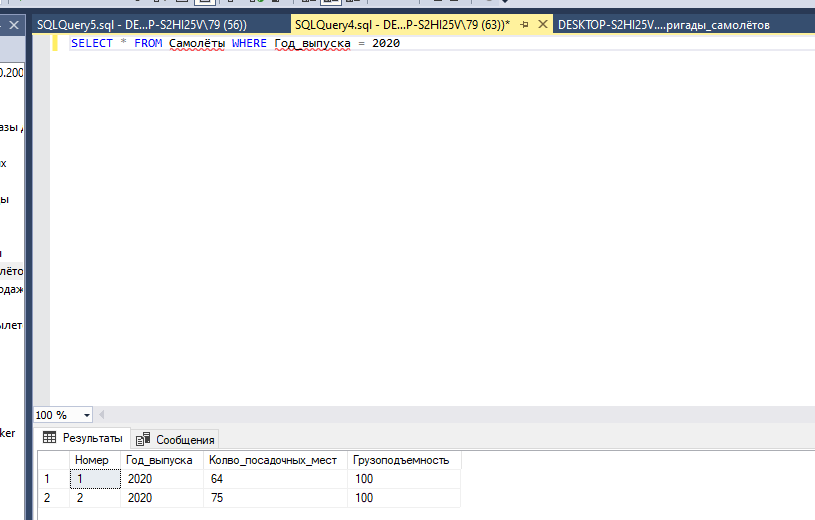 SQLQuery5.sql - DE...P-S2HI25V\79 (56))
SQLQuery4.sql - DE...P-S2HI25V\79 (63))*
DESKTOP-S2HI25V....ригады_самолётов
SELECT * FROM Самолёты WHERE Год_выпуска = 2020
0.200
азы
лёто
одаж
ылет
ker
100 %
Результаты
Сообщения
Номер Год_выпуска Колво_посадочных_мест Грузоподъемность
1 1 2020 64 100
2 2 2020 75 100